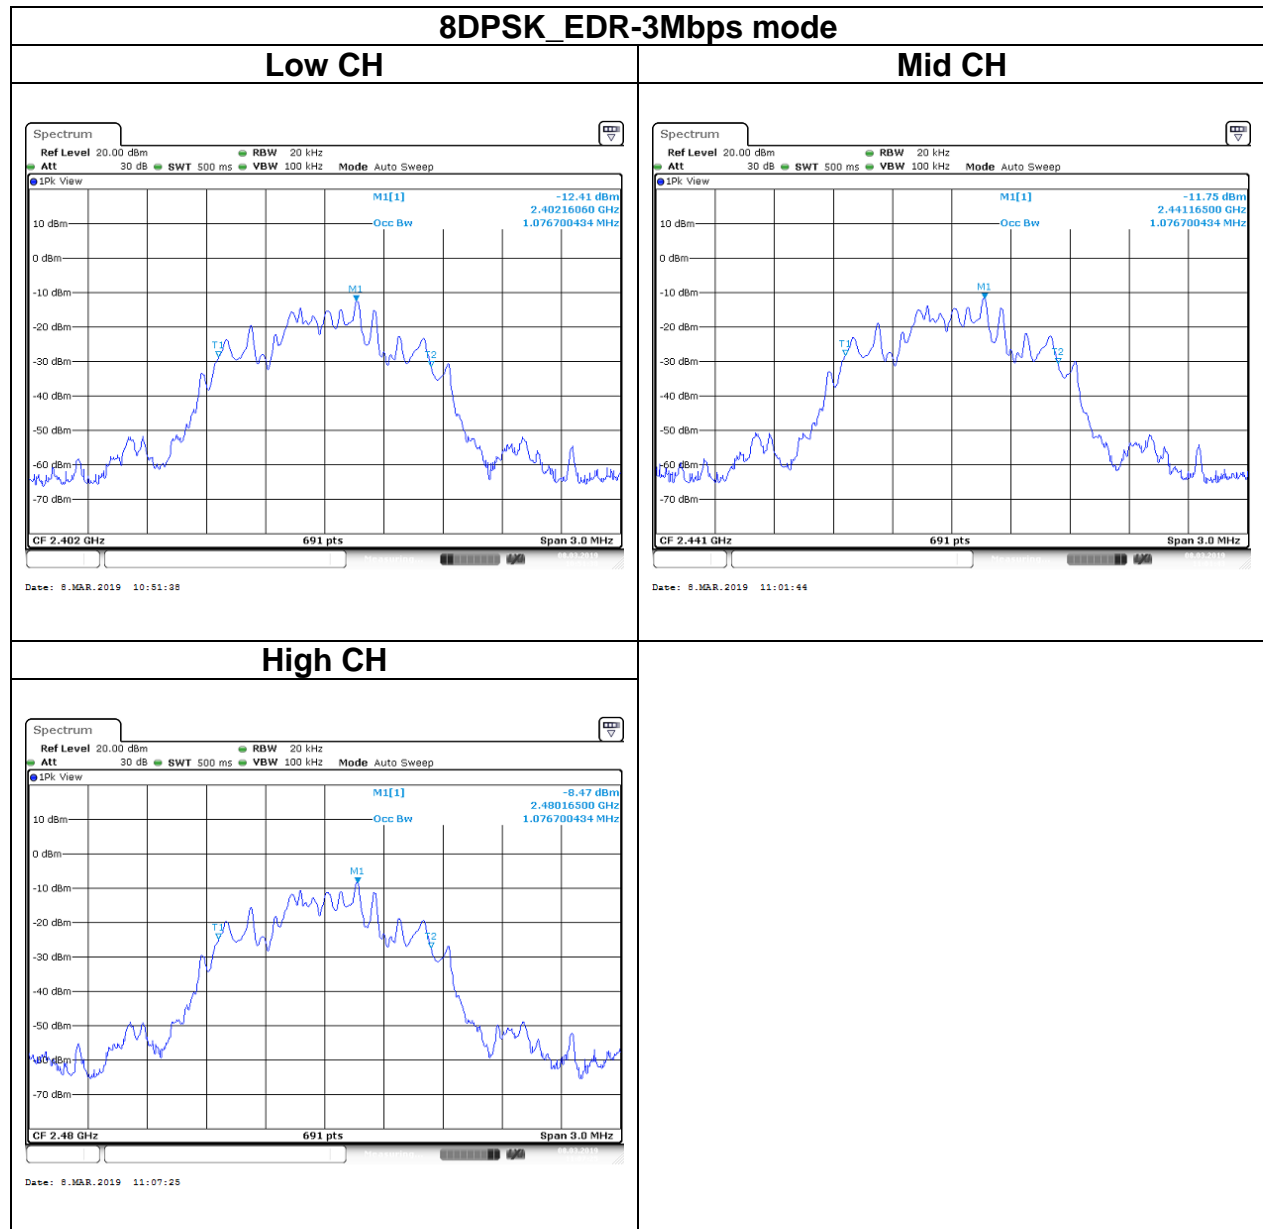 8DPSK_EDR-3Mbps mode
Low CH
Mid CH
Spectrum
Ref Level 20.00 dBm RBW 20 kHz
Att 30 dB SWT 500 ms VBW 100 kHz Mode Auto Sweep
1Pk View
M1[1] -12.41 dBm
2.40216060 GHz
Occ Bw 1.076700434 MHz
10 dBm
0 dBm
-10 dBm
M1
-20 dBm
T1
T2
-30 dBm
-40 dBm
-50 dBm
-60 dBm
-70 dBm
CF 2.402 GHz 691 pts Span 3.0 MHz
Date: 8.MAR.2019 10:51:38
Spectrum
Ref Level 20.00 dBm RBW 20 kHz
Att 30 dB SWT 500 ms VBW 100 kHz Mode Auto Sweep
1Pk View
M1[1] -11.75 dBm
2.44116500 GHz
Occ Bw 1.076700434 MHz
10 dBm
0 dBm
-10 dBm
M1
-20 dBm
T1
T2
-30 dBm
-40 dBm
-50 dBm
-60 dBm
-70 dBm
CF 2.441 GHz 691 pts Span 3.0 MHz
Date: 8.MAR.2019 11:01:44
High CH
Spectrum
Ref Level 20.00 dBm RBW 20 kHz
Att 30 dB SWT 500 ms VBW 100 kHz Mode Auto Sweep
1Pk View
M1[1] -8.47 dBm
2.48016500 GHz
Occ Bw 1.076700434 MHz
10 dBm
0 dBm
M1
-10 dBm
-20 dBm
T1
T2
-30 dBm
-40 dBm
-50 dBm
-60 dBm
-70 dBm
CF 2.48 GHz 691 pts Span 3.0 MHz
Date: 8.MAR.2019 11:07:25